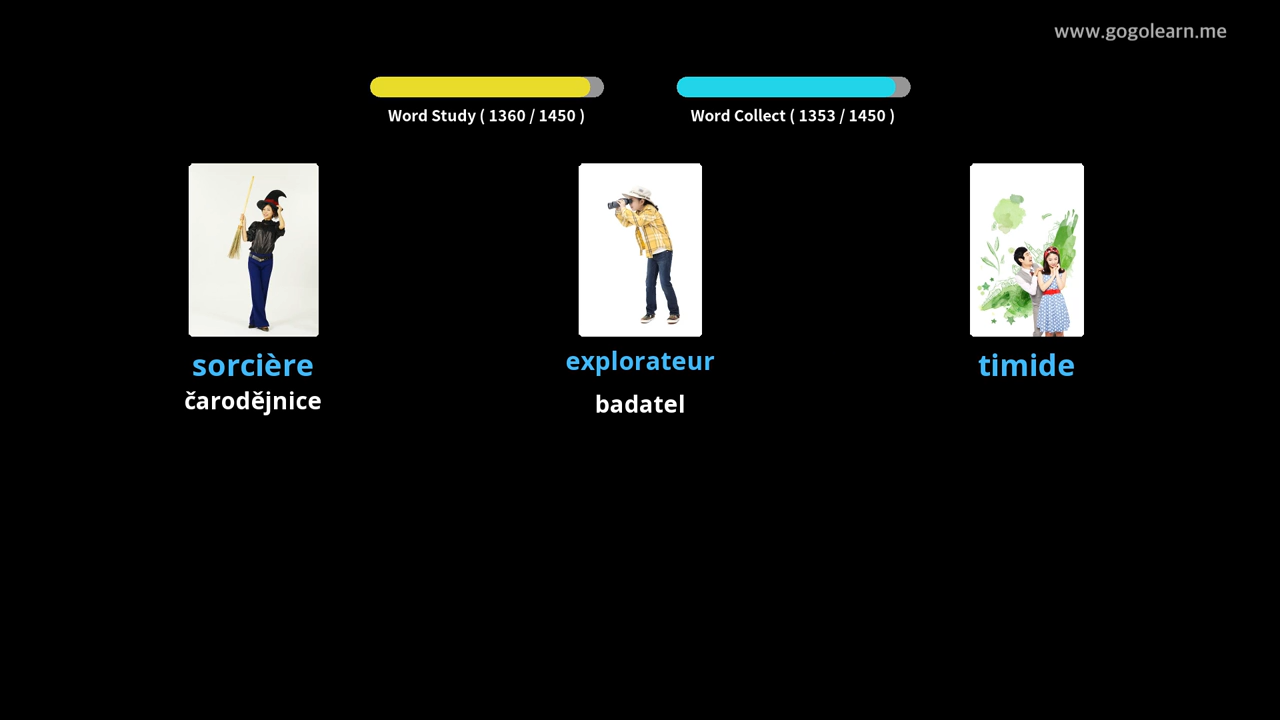 www.gogolearn.me
Word Study ( 1360 / 1450 )
Word Collect ( 1353 / 1450 )
sorcière
explorateur
timide
čarodějnice
badatel